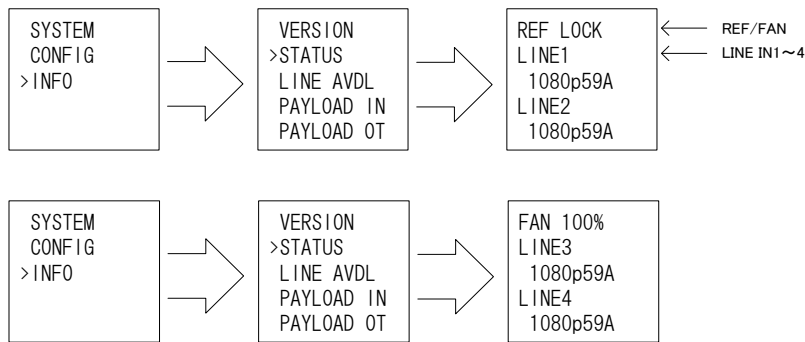 SYSTEM
CONFIG
>INFO
VERSION
>STATUS
LINE AVDL
PAYLOAD IN
PAYLOAD OT
REF LOCK
LINE1
1080p59A
LINE2
1080p59A
REF/FAN
LINE IN1～4
SYSTEM
CONFIG
>INFO
VERSION
>STATUS
LINE AVDL
PAYLOAD IN
PAYLOAD OT
FAN 100%
LINE3
1080p59A
LINE4
1080p59A